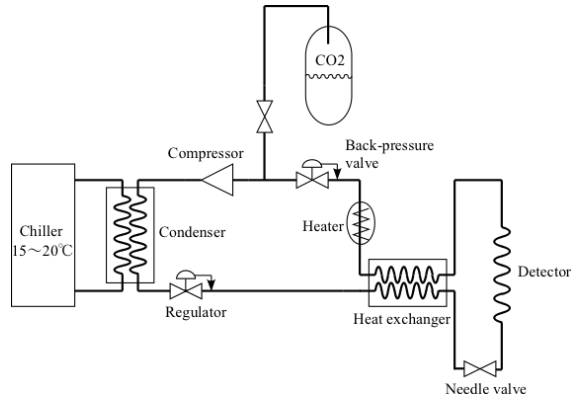 CO2
Compressor
Back-pressure
valve
Chiller
15～20℃
Condenser
Heater
Detector
Regulator
Heat exchanger
Needle valve